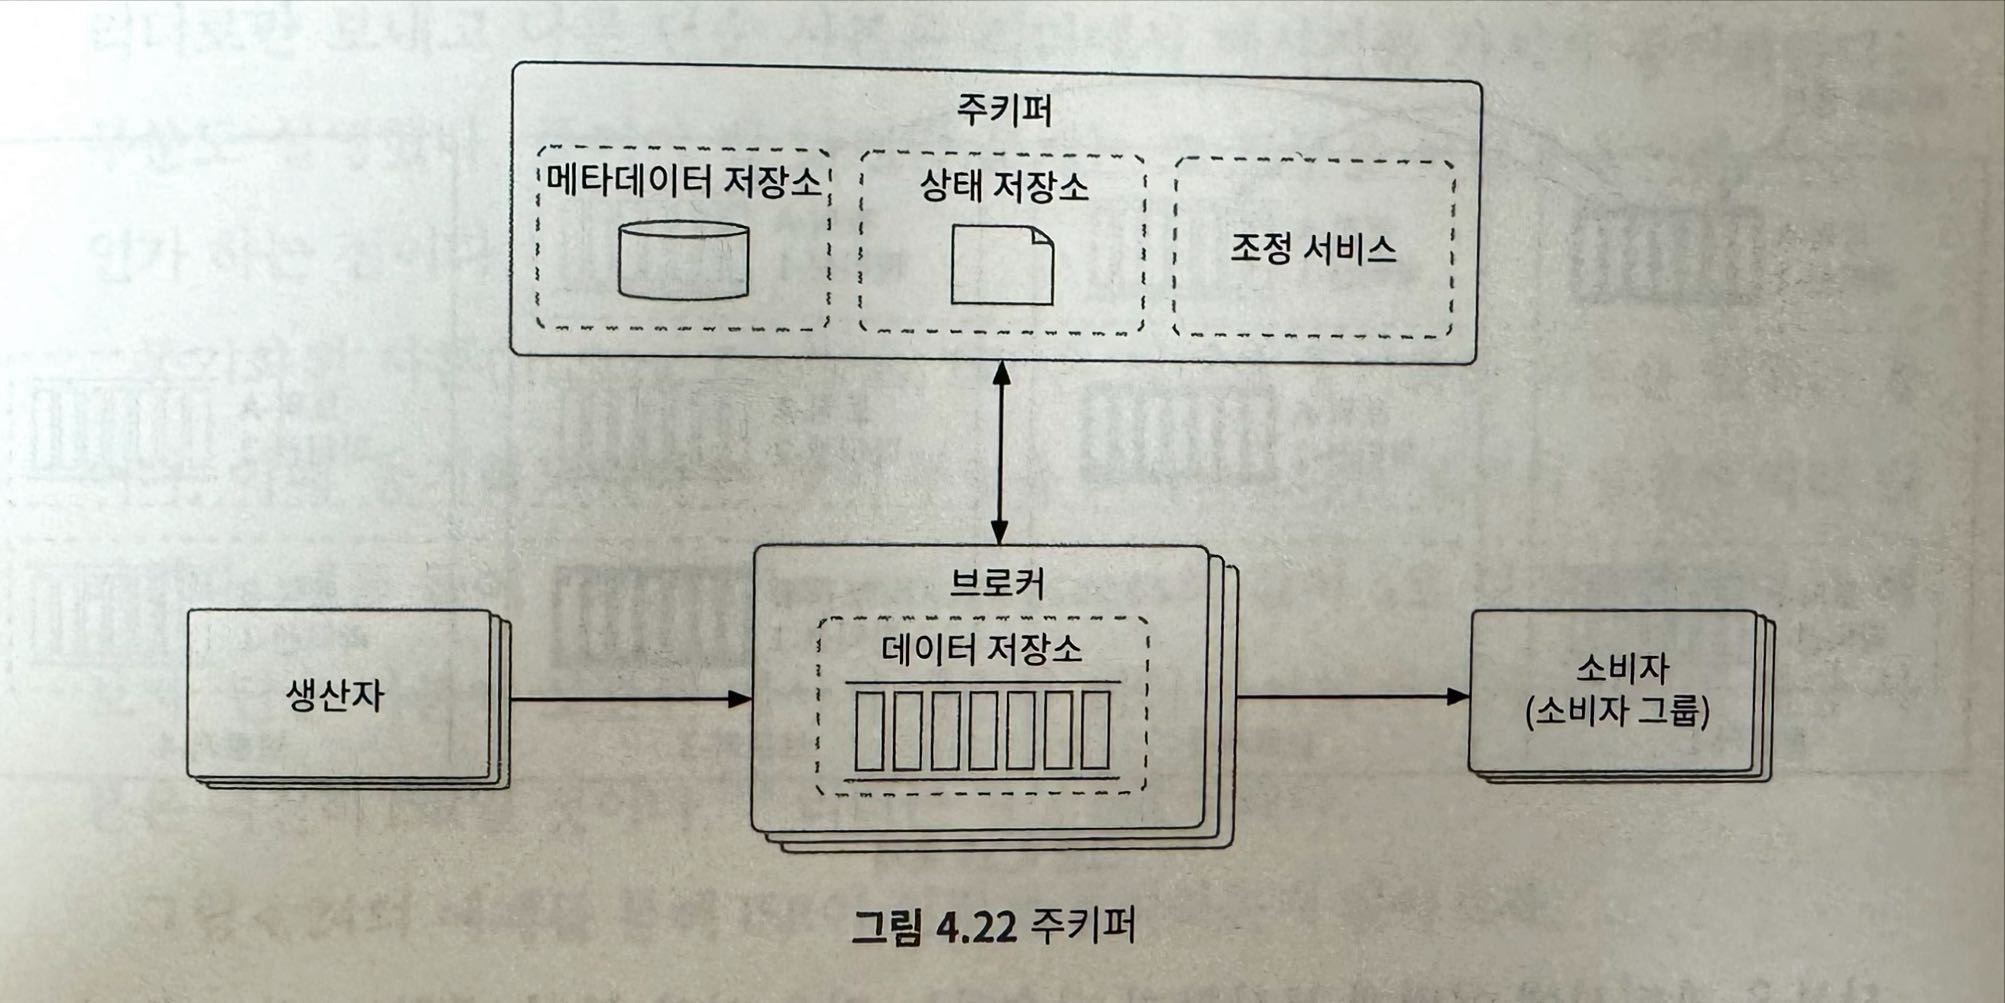 주키퍼
메타데이터 저장소
상태 저장소
조정 서비스
브로커
데이터 저장소
생산자
소비자
(소비자 그룹)
그림 4.22 주키퍼